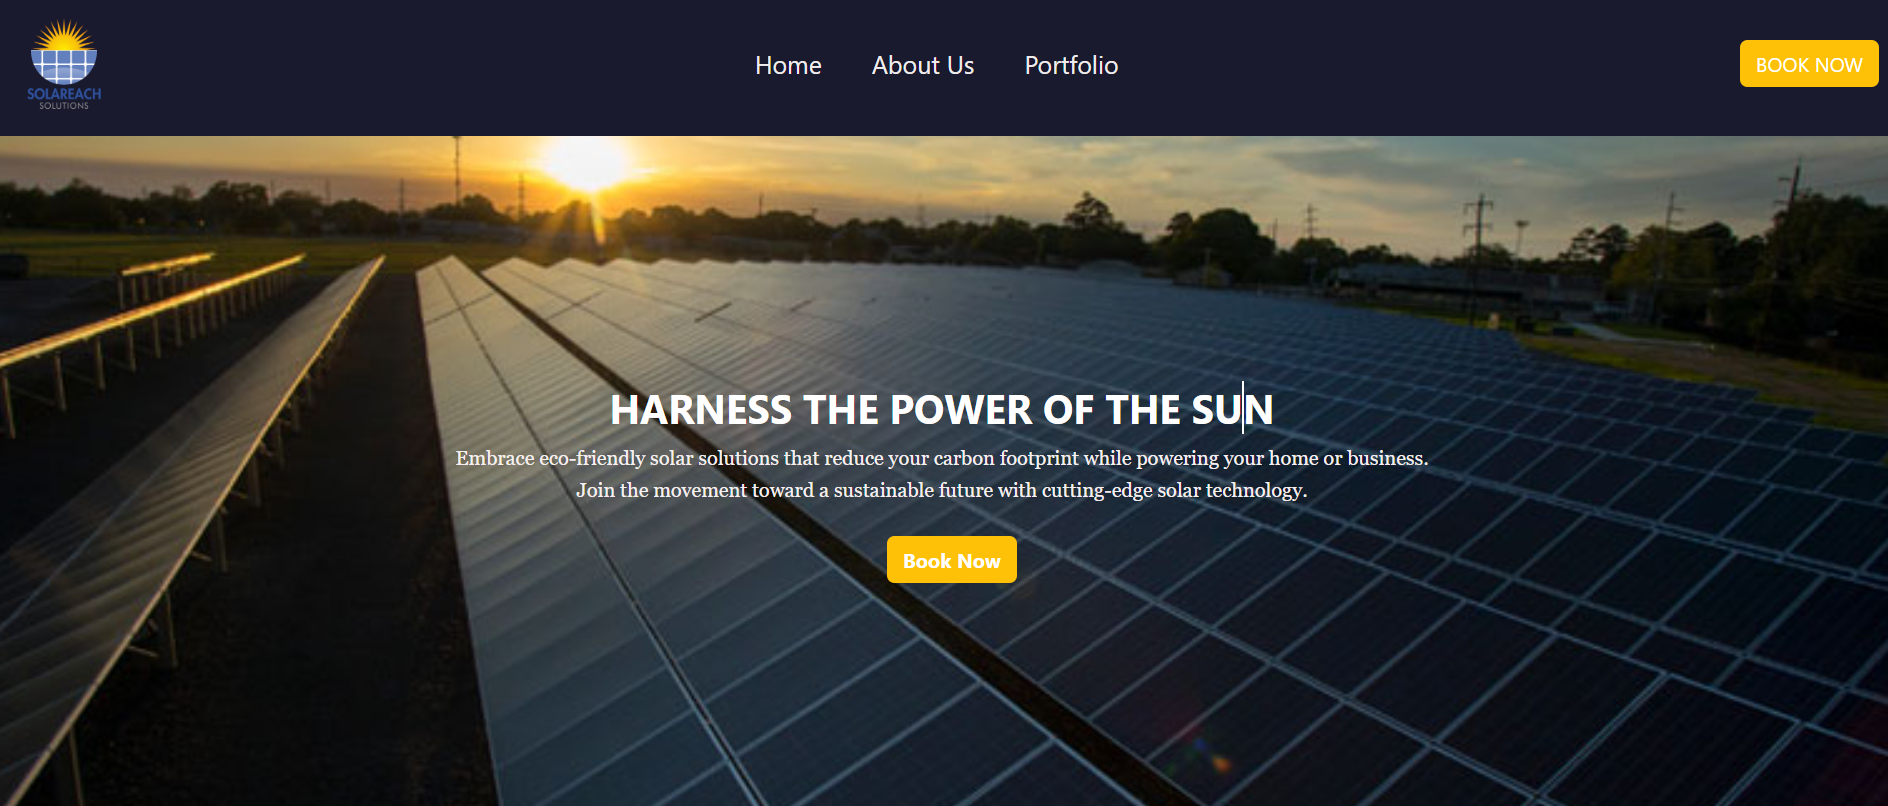 SOLAREACH
SOLUTIONS
Home
About Us
Portfolio
BOOK NOW
HARNESS THE POWER OF THE SUN
Embrace eco-friendly solar solutions that reduce your carbon footprint while powering your home or business.
Join the movement toward a sustainable future with cutting-edge solar technology.
Book Now